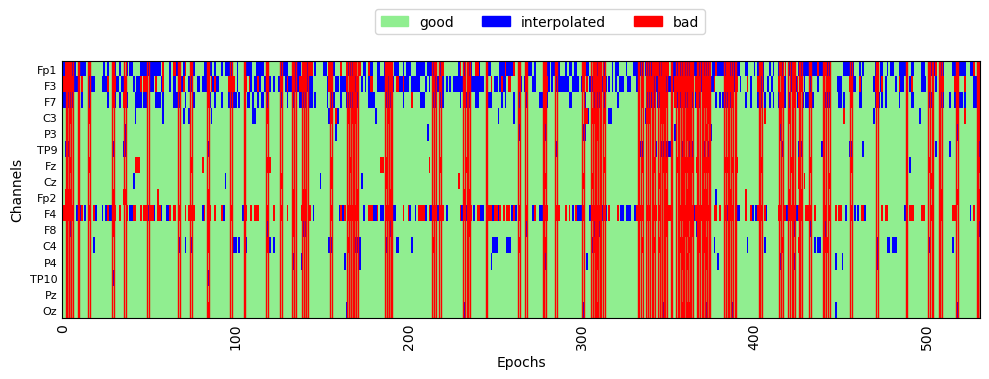 good interpolated bad
Fp1
F3
F7
C3
P3
TP9
Fz
Cz
Fp2
F4
F8
C4
P4
TP10
Pz
Oz
Channels
0 100 200 300 400 500
Epochs